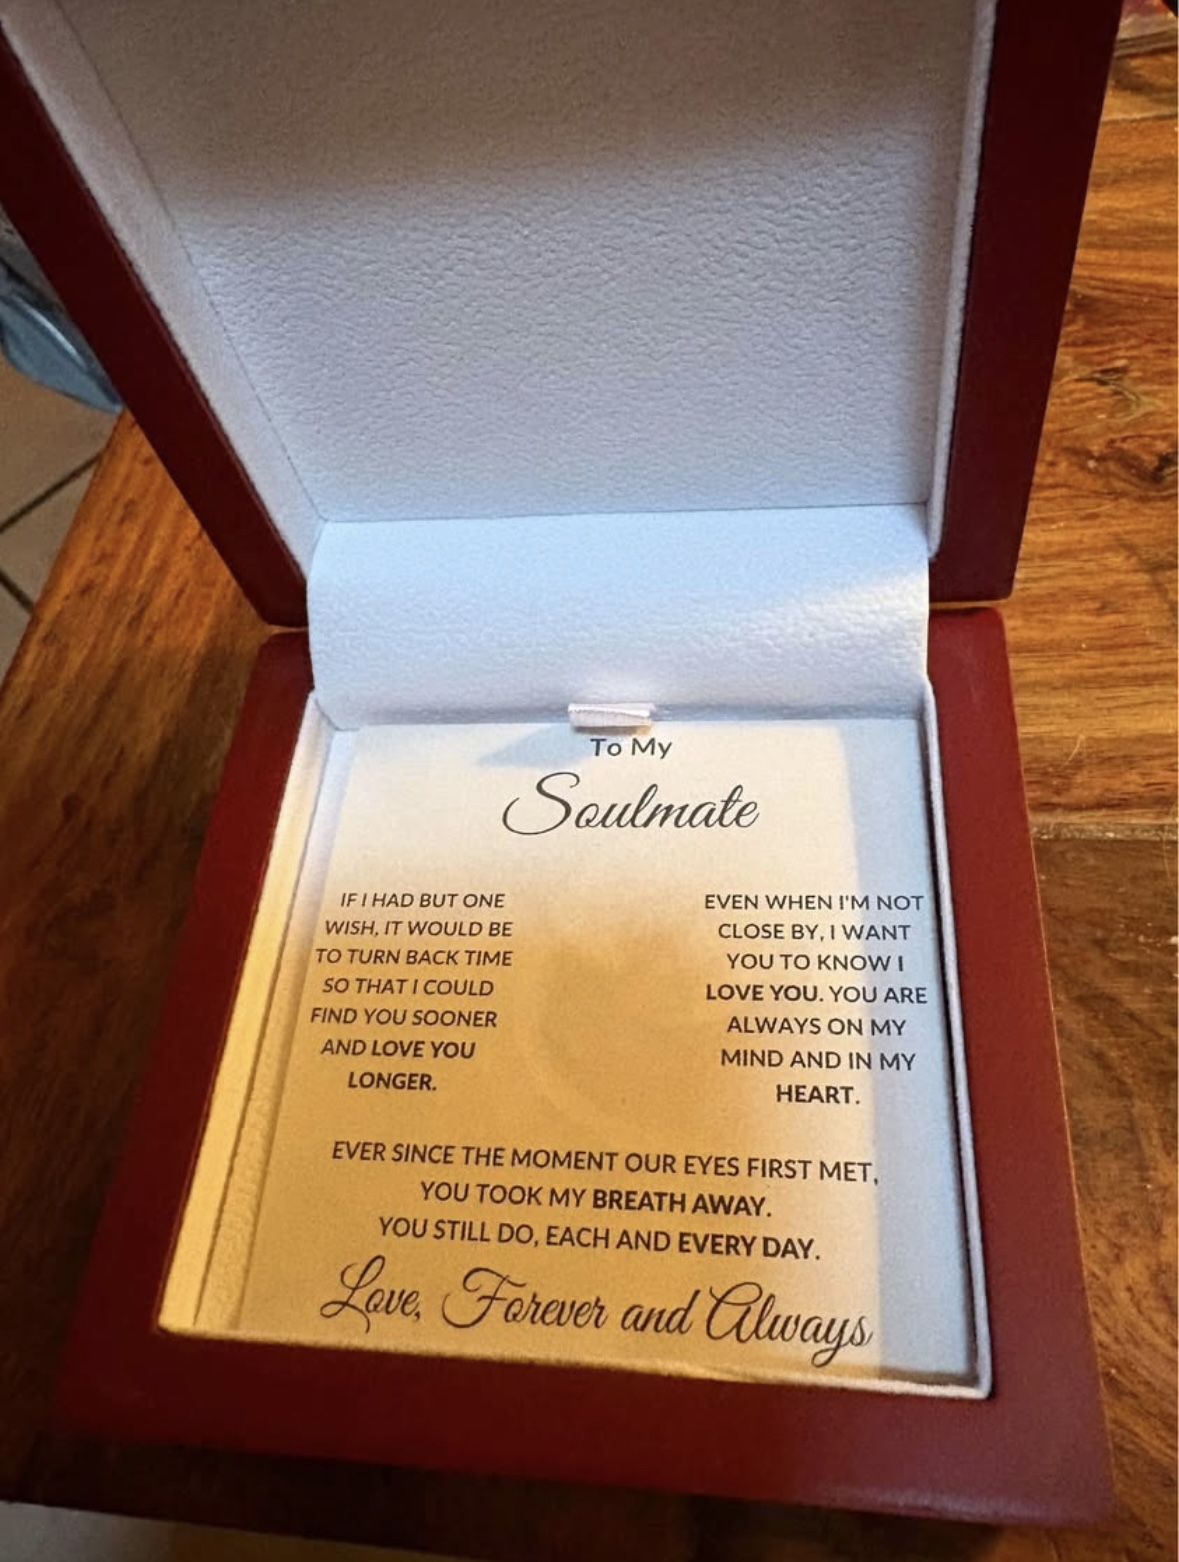 To My
Soulmate
IF I HAD BUT ONE
WISH, IT WOULD BE
TO TURN BACK TIME
SO THAT I COULD
FIND YOU SOONER
AND LOVE YOU
LONGER.
EVEN WHEN I'M NOT
CLOSE BY, I WANT
YOU TO KNOW I
LOVE YOU. YOU ARE
ALWAYS ON MY
MIND AND IN MY
HEART.
EVER SINCE THE MOMENT OUR EYES FIRST MET,
YOU TOOK MY BREATH AWAY.
YOU STILL DO, EACH AND EVERY DAY.
Love, Forever and Always